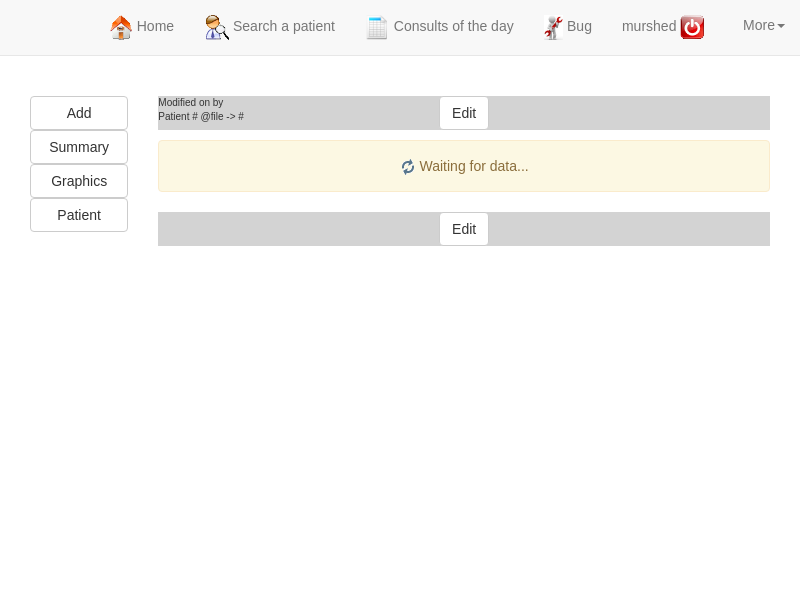 Home Search a patient Consults of the day Bug murshed More
Add
Summary
Graphics
Patient
Modified on by
Patient # @file -> #
Edit
Waiting for data...
Edit